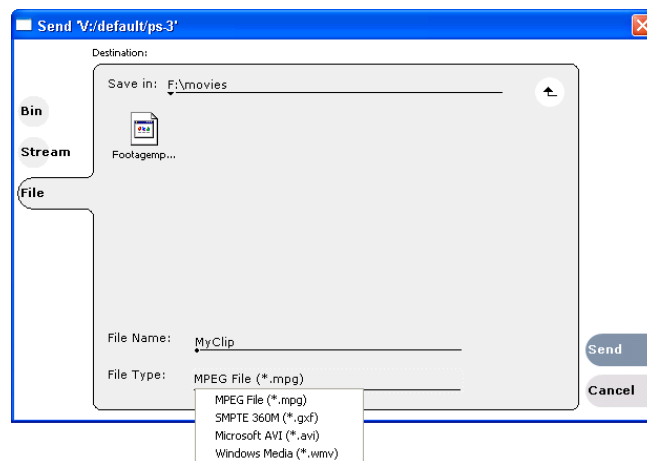 Send 'V:/default/ps-3'
Destination:
Save in: F:\movies
Bin
Stream
File
Footagemp...
File Name: MyClip
File Type: MPEG File (*.mpg)
MPEG File (*.mpg)
SMPTE 360M (*.gxf)
Microsoft AVI (*.avi)
Windows Media (*.wmv)
Send
Cancel